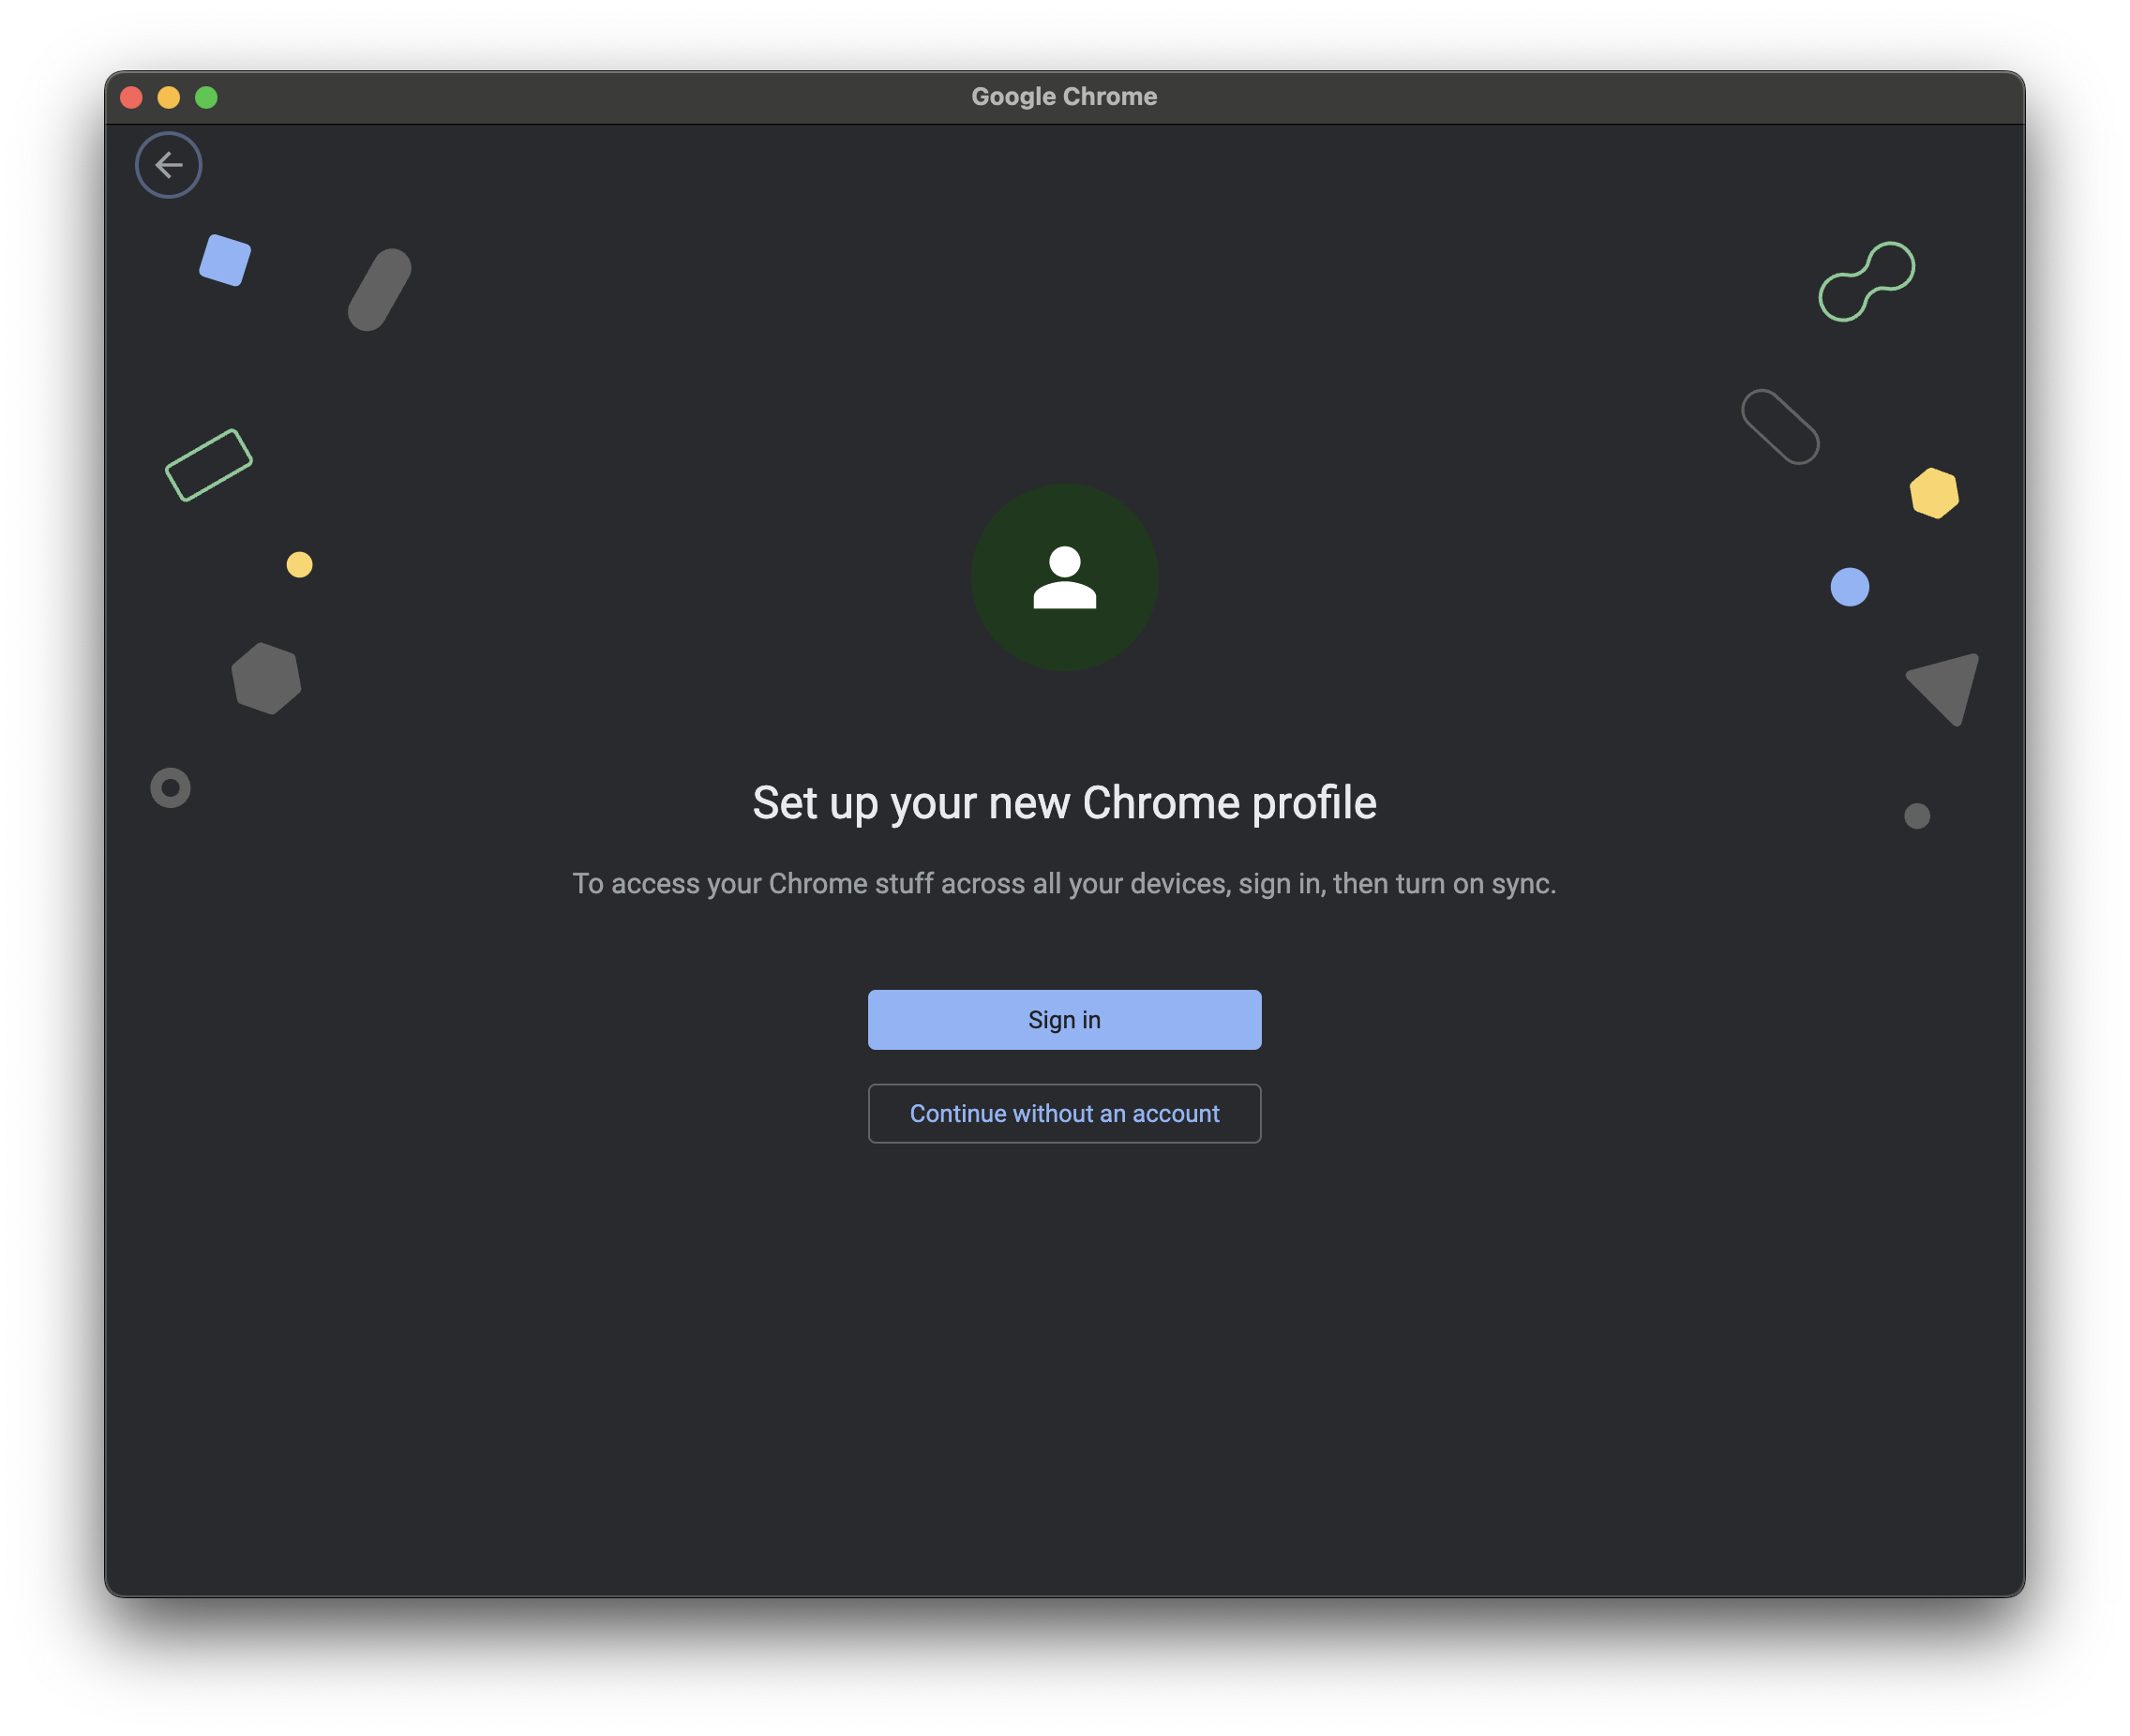 Google Chrome
Set up your new Chrome profile
To access your Chrome stuff across all your devices, sign in, then turn on sync.
Sign in
Continue without an account